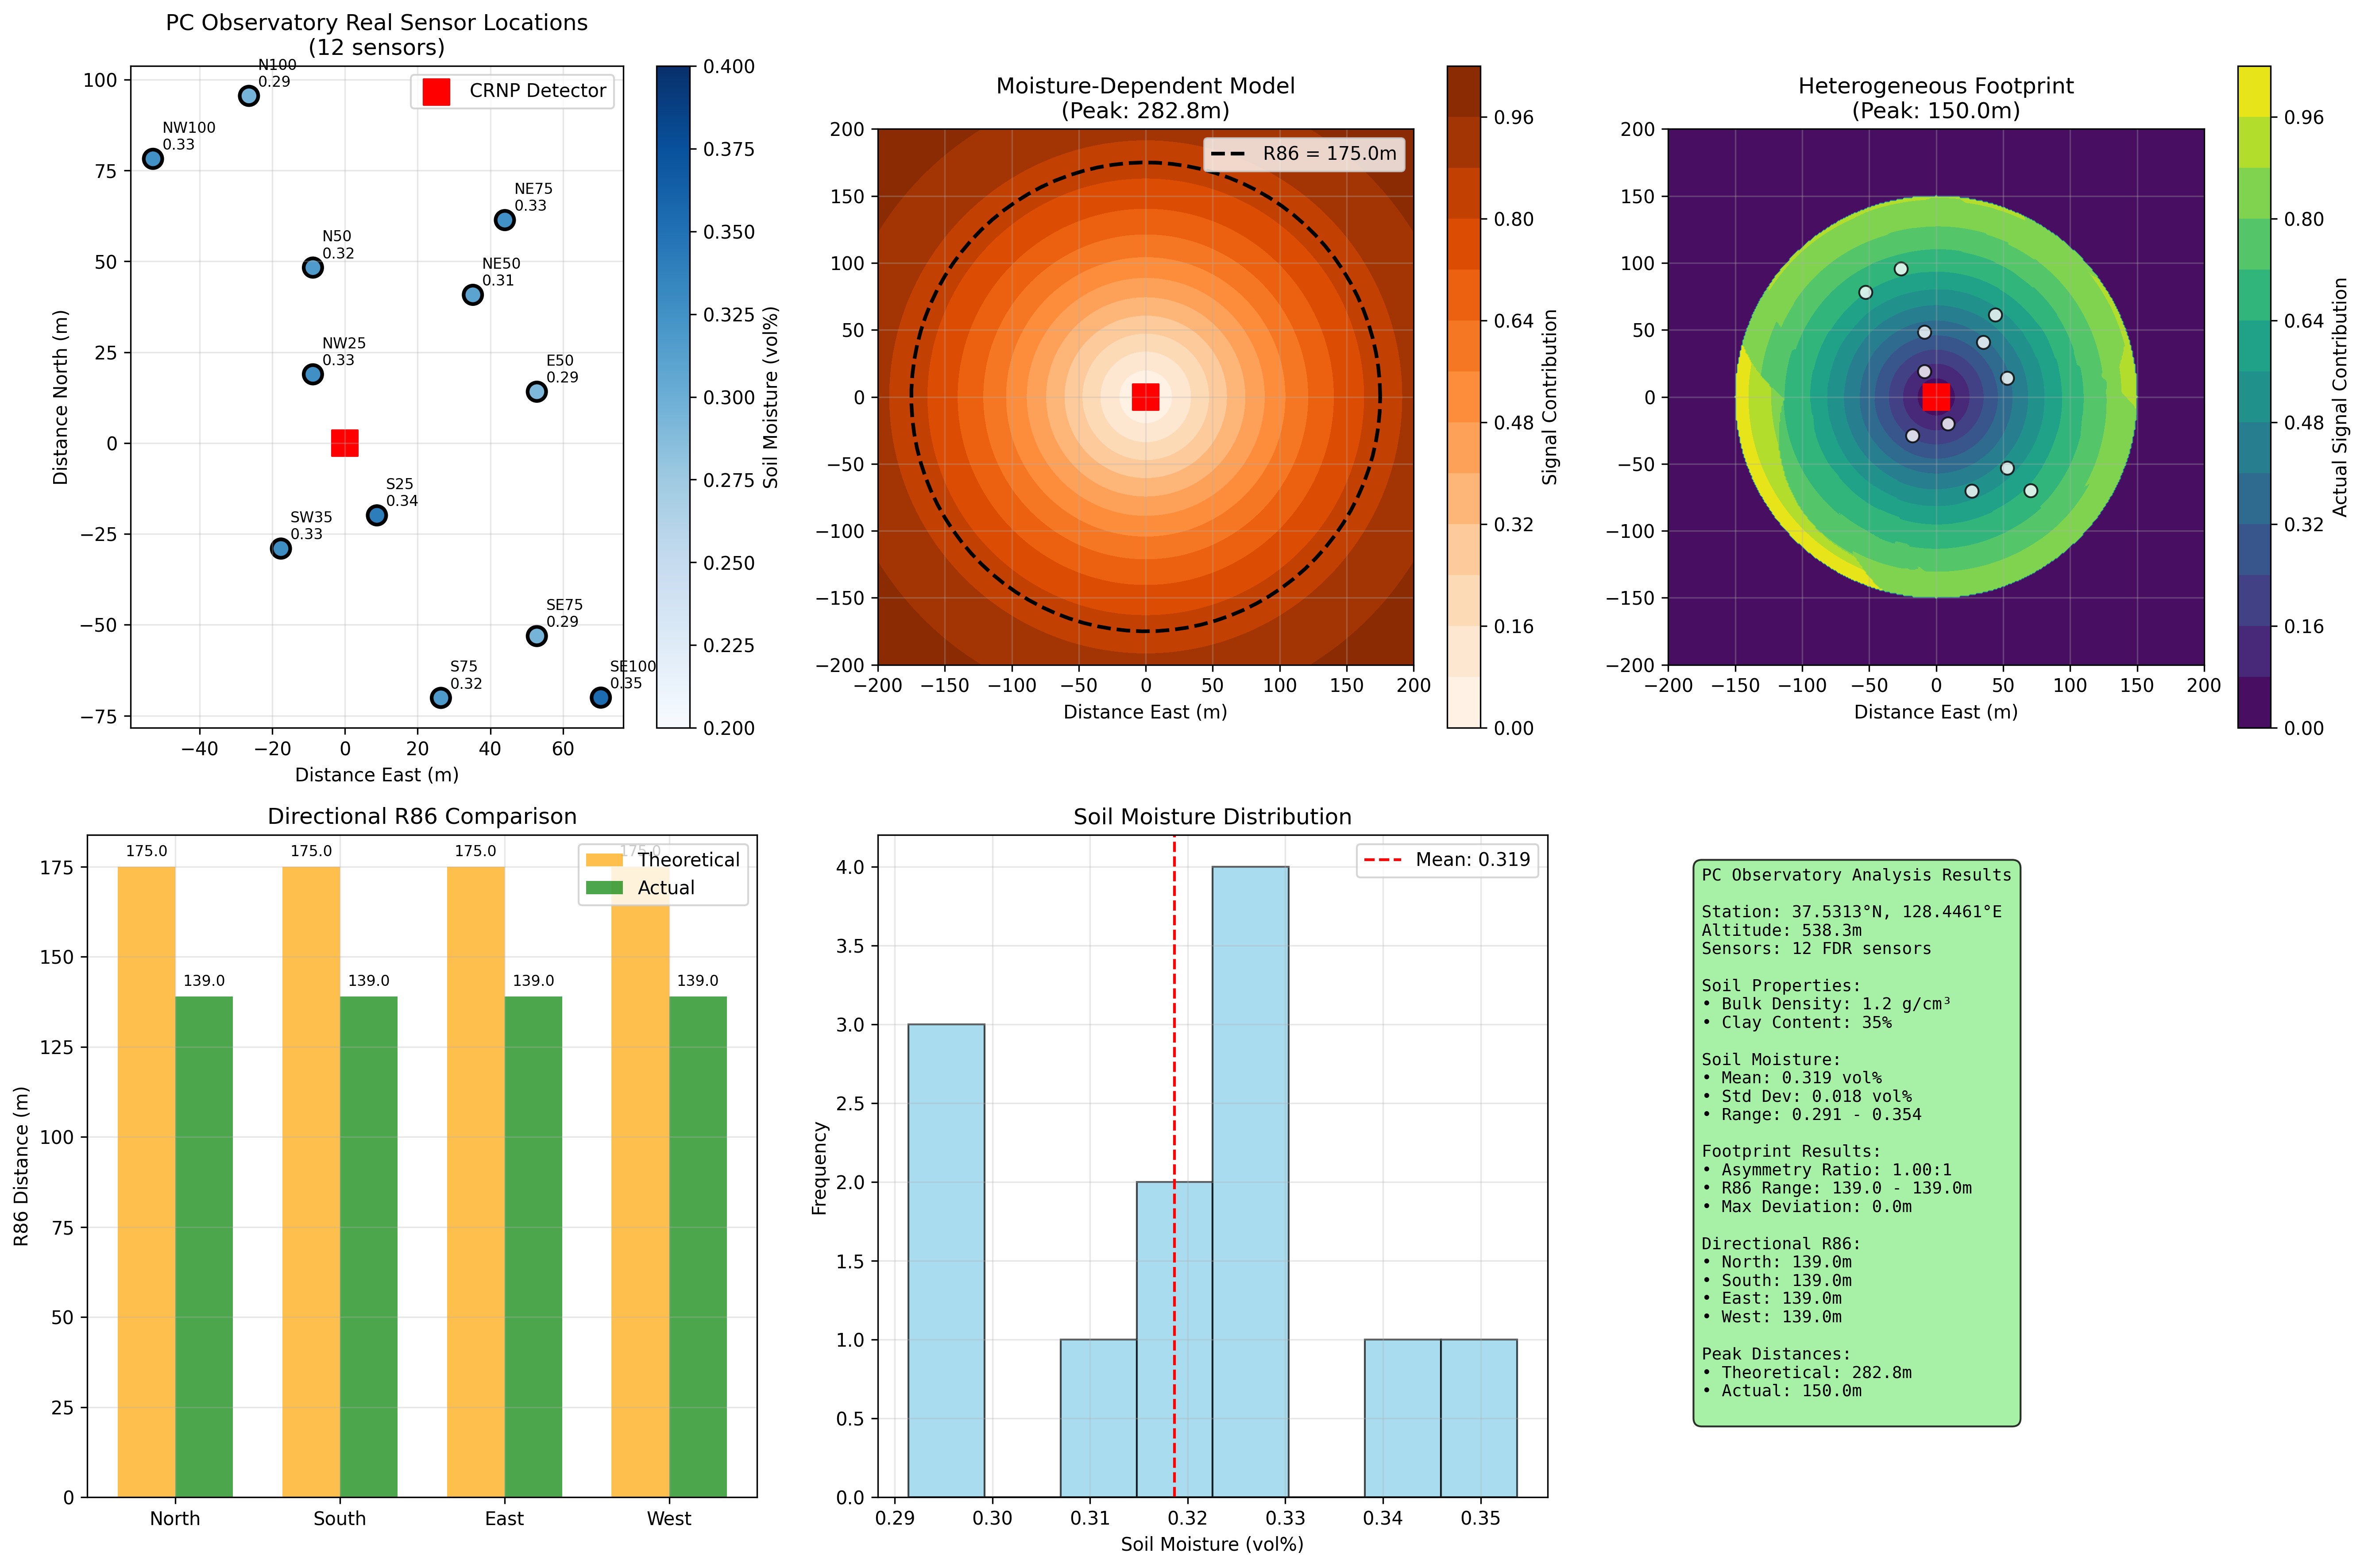 PC Observatory Real Sensor Locations
(12 sensors)
CRNP Detector
N100
0.29
NW100
0.33
NE75
0.33
N50
0.32
NE50
0.31
NW25
0.33
E50
0.29
S25
0.34
SW35
0.33
SE75
0.29
S75
0.32
SE100
0.35
100
75
50
25
0
−25
−50
−75
Distance North (m)
−40 −20 0 20 40 60
Distance East (m)
0.400
0.375
0.350
0.325
0.300
0.275
0.250
0.225
0.200
Soil Moisture (vol%)
Moisture-Dependent Model
(Peak: 282.8m)
R86 = 175.0m
200
150
100
50
0
−50
−100
−150
−200
−200 −150 −100 −50 0 50 100 150 200
Distance East (m)
0.96
0.80
0.64
0.48
0.32
0.16
0.00
Signal Contribution
Heterogeneous Footprint
(Peak: 150.0m)
200
150
100
50
0
−50
−100
−150
−200
−200 −150 −100 −50 0 50 100 150 200
Distance East (m)
0.96
0.80
0.64
0.48
0.32
0.16
0.00
Actual Signal Contribution
Directional R86 Comparison
175.0 175.0 175.0 175.0
Theoretical
Actual
139.0 139.0 139.0 139.0
175
150
125
100
75
50
25
0
R86 Distance (m)
North South East West
Soil Moisture Distribution
Mean: 0.319
4.0
3.5
3.0
2.5
2.0
1.5
1.0
0.5
0.0
Frequency
0.29 0.30 0.31 0.32 0.33 0.34 0.35
Soil Moisture (vol%)
PC Observatory Analysis Results
Station: 37.5313°N, 128.4461°E
Altitude: 538.3m
Sensors: 12 FDR sensors
Soil Properties:
• Bulk Density: 1.2 g/cm³
• Clay Content: 35%
Soil Moisture:
• Mean: 0.319 vol%
• Std Dev: 0.018 vol%
• Range: 0.291 - 0.354
Footprint Results:
• Asymmetry Ratio: 1.00:1
• R86 Range: 139.0 - 139.0m
• Max Deviation: 0.0m
Directional R86:
• North: 139.0m
• South: 139.0m
• East: 139.0m
• West: 139.0m
Peak Distances:
• Theoretical: 282.8m
• Actual: 150.0m